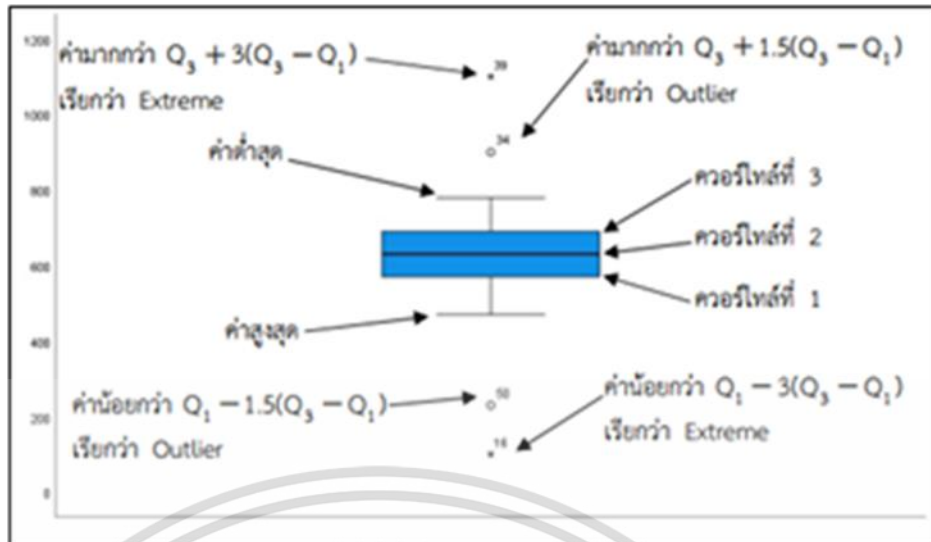 1200
ค่ามากกว่า Q₃ + 3(Q₃ − Q₁)
เรียกว่า Extreme
39
ค่ามากกว่า Q₃ + 1.5(Q₃ − Q₁)
เรียกว่า Outlier
1000
34
ค่าต่ำสุด
800
ควอร์ไทล์ที่ 3
ควอร์ไทล์ที่ 2
600
ควอร์ไทล์ที่ 1
ค่าสูงสุด
400
ค่าน้อยกว่า Q₁ − 1.5(Q₃ − Q₁)
เรียกว่า Outlier
50
ค่าน้อยกว่า Q₁ − 3(Q₃ − Q₁)
เรียกว่า Extreme
200
16
0